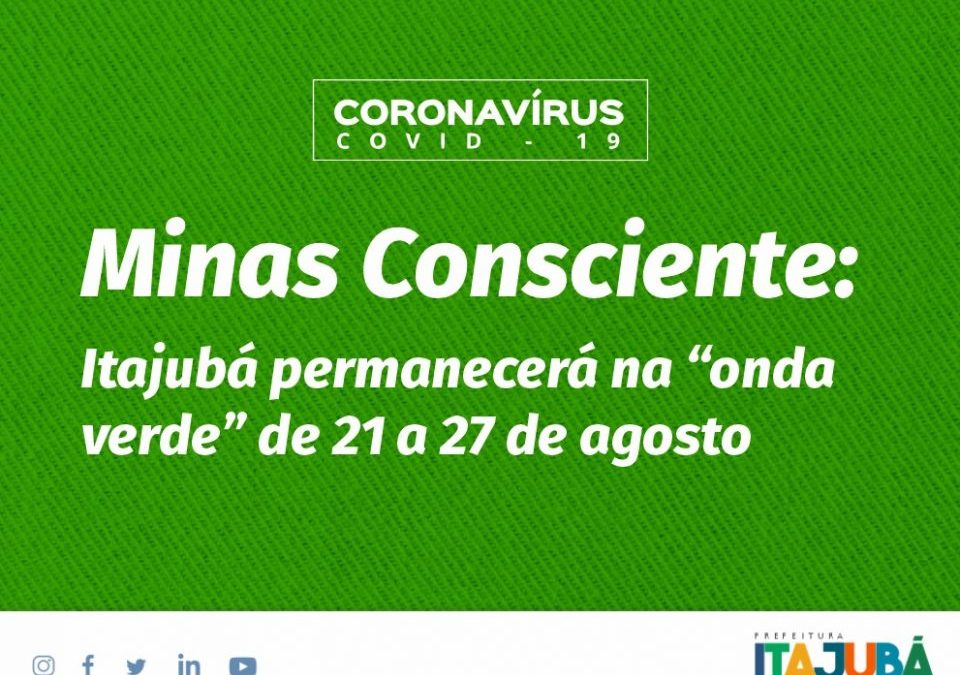 CORONAVÍRUS
COVID - 19
Minas Consciente:
Itajubá permanecerá na “onda
verde” de 21 a 27 de agosto
PREFEITURA
ITAJUBÁ